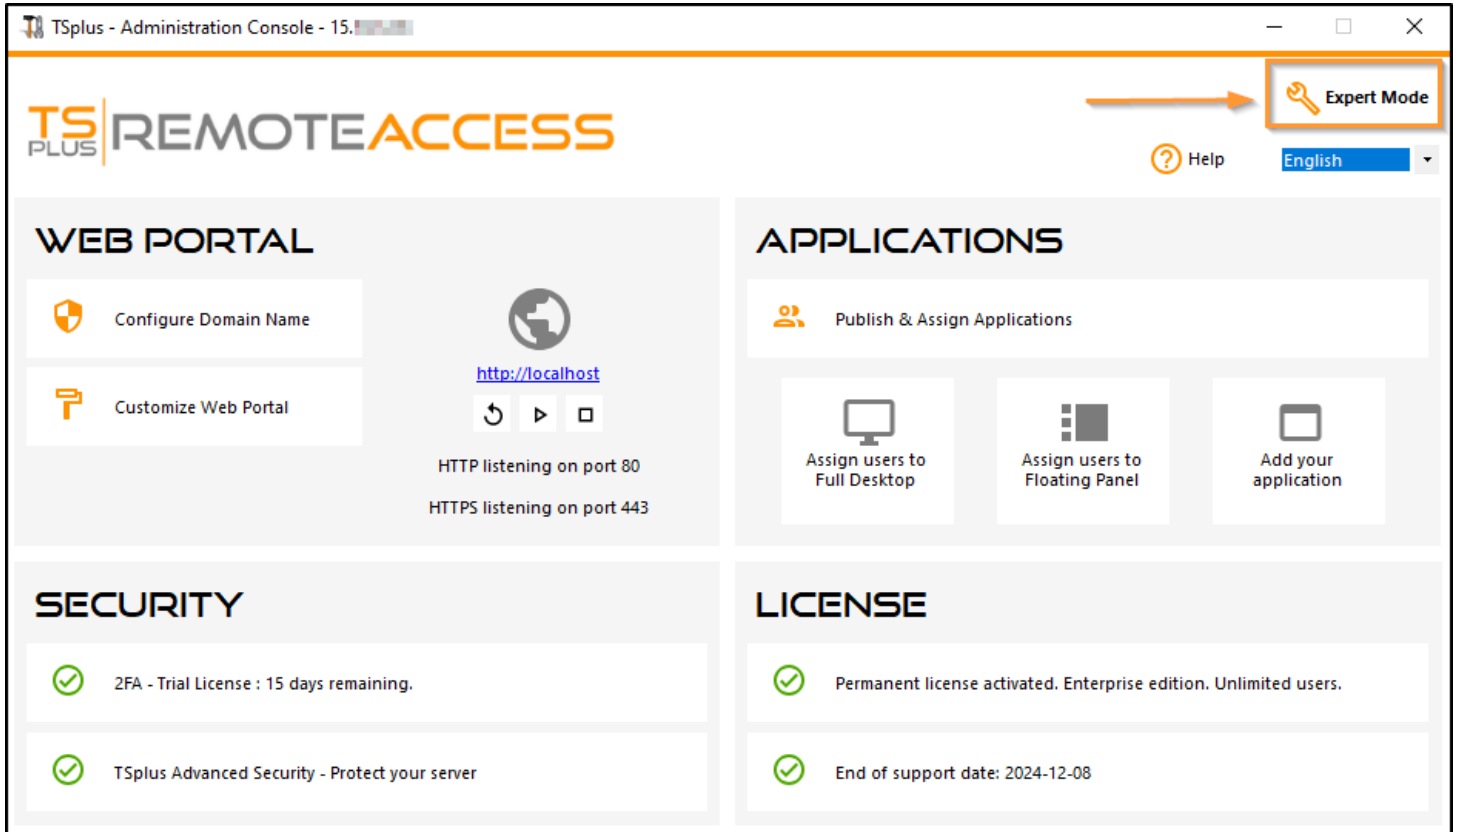 TSplus - Administration Console - 15.
Expert Mode
TS PLUS REMOTEACCESS
Help
English
WEB PORTAL
Configure Domain Name
Customize Web Portal
http://localhost
HTTP listening on port 80
HTTPS listening on port 443
APPLICATIONS
Publish & Assign Applications
Assign users to
Full Desktop
Assign users to
Floating Panel
Add your
application
SECURITY
2FA - Trial License : 15 days remaining.
TSplus Advanced Security - Protect your server
LICENSE
Permanent license activated. Enterprise edition. Unlimited users.
End of support date: 2024-12-08